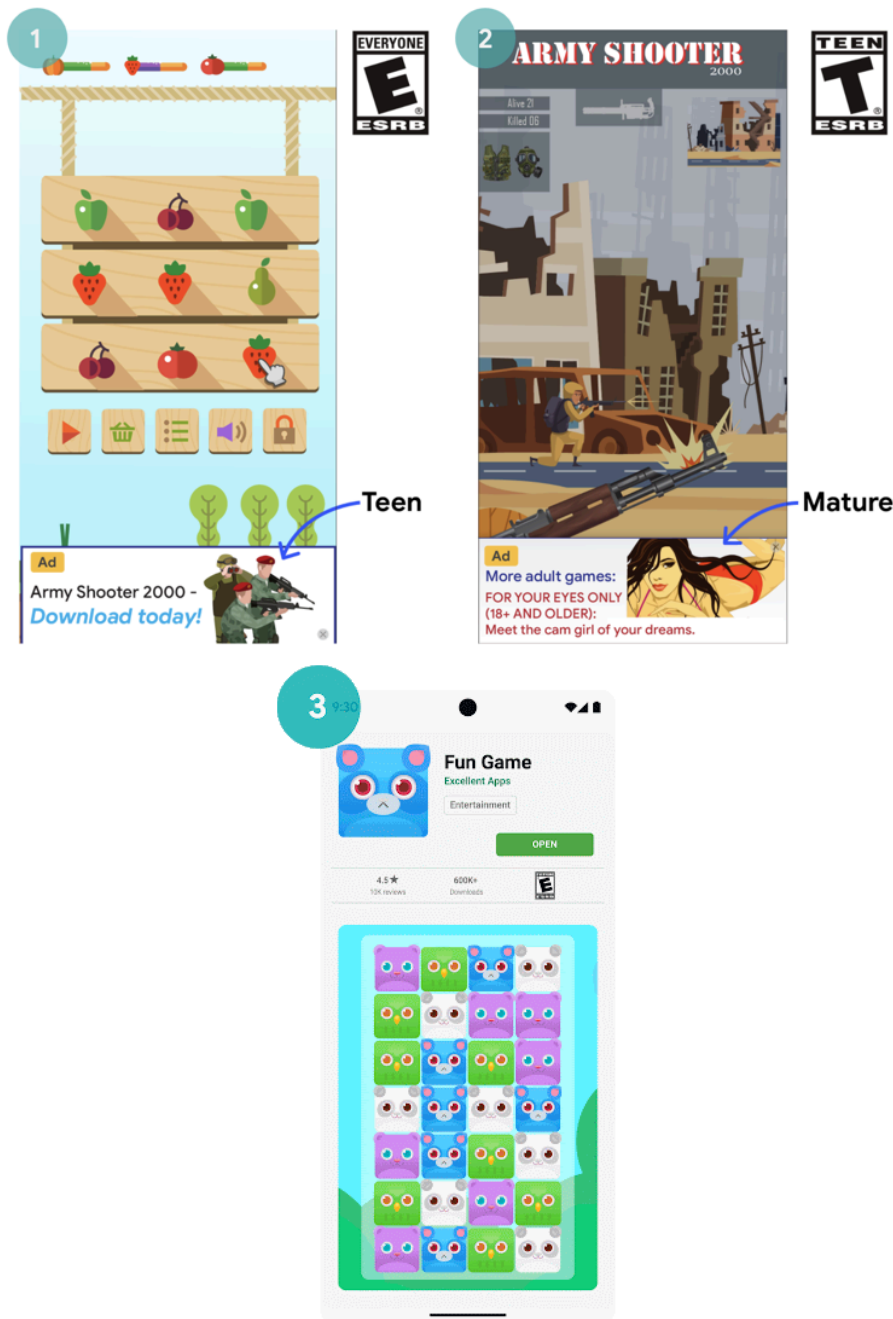 1
EVERYONE
E
®
ESRB
Teen
Ad
Army Shooter 2000 -
Download today!
2
ARMY SHOOTER
2000
TEEN
T
®
ESRB
Alive 21
Killed 06
Mature
Ad
More adult games:
FOR YOUR EYES ONLY
(18+ AND OLDER):
Meet the cam girl of your dreams.
3
9:30
Fun Game
Excellent Apps
Entertainment
OPEN
4.5★
600K+
E
10K reviews
Downloads